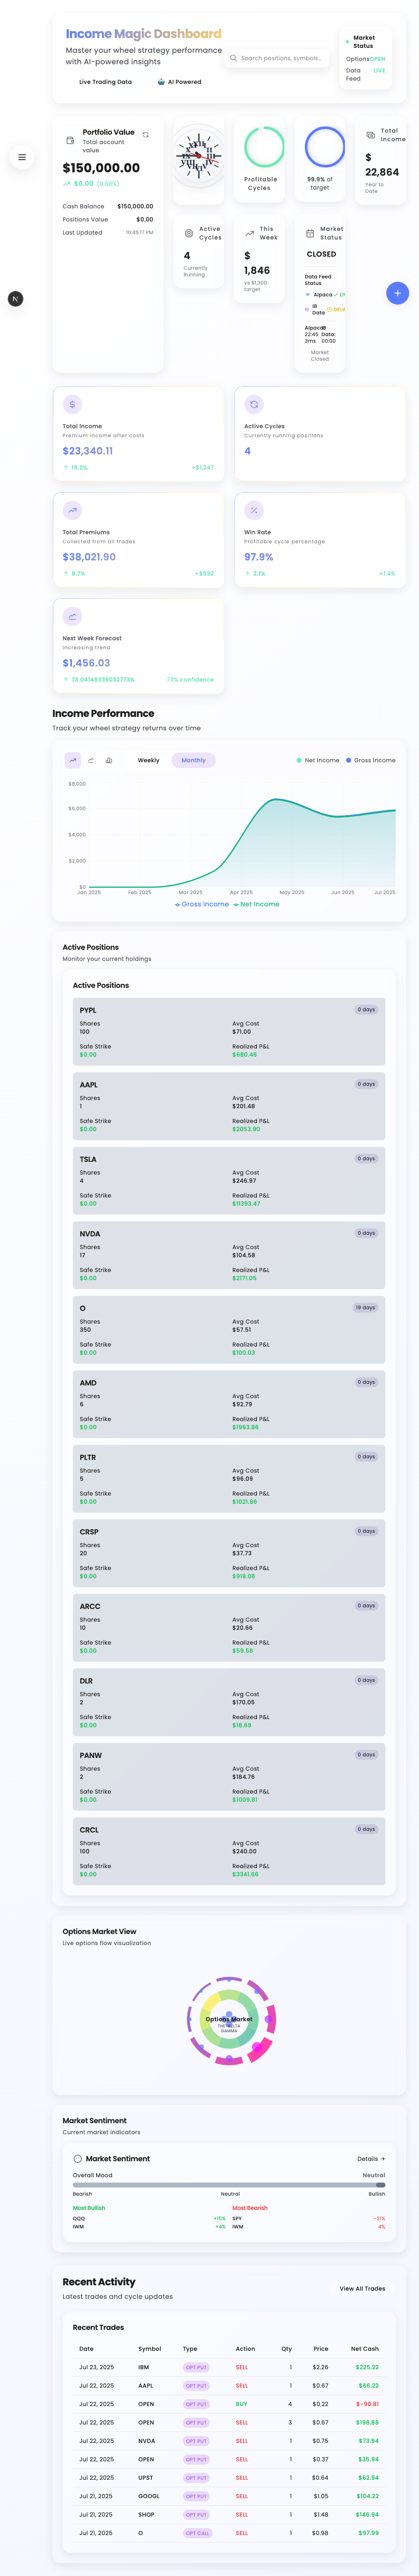 Income Magic Dashboard
Master your wheel strategy performance
with AI-powered insights
Live Trading Data
AI Powered
Search positions, symbols...
Market
Status
Options OPEN
Data LIVE
Feed
Portfolio Value
Total account
value
$150,000.00
$0.00 (0.00%)
Cash Balance $150,000.00
Positions Value $0.00
Last Updated 10:45:17 PM
Profitable
Cycles
99.9% of
target
Total
Income
$
22,864
Year to
Date
Active
Cycles
4
Currently
Running
This
Week
$
1,846
vs $1,300
target
Market
Status
CLOSED
Data Feed
Status
Alpaca
IB
Data
Market
Closed
N
Total Income
Premium income after costs
$23,340.11
15.2% +$1,247
Active Cycles
Currently running positions
4
Total Premiums
Collected from all trades
$38,021.90
8.7% +$892
Win Rate
Profitable cycle percentage
97.9%
2.1% +1.4%
Next Week Forecast
Increasing trend
$1,456.03
73.04148339032773% 73% confidence
Income Performance
Track your wheel strategy returns over time
Weekly
Monthly
Net Income
Gross Income
$8,000
$6,000
$4,000
$2,000
$0
Jan 2025 Feb 2025 Mar 2025 Apr 2025 May 2025 Jun 2025 Jul 2025
Gross Income Net Income
Active Positions
Monitor your current holdings
Active Positions
PYPL 0 days
Shares Avg Cost
100 $71.00
Safe Strike Realized P&L
$0.00 $680.46
AAPL 0 days
Shares Avg Cost
1 $201.48
Safe Strike Realized P&L
$0.00 $2053.90
TSLA 0 days
Shares Avg Cost
4 $246.97
Safe Strike Realized P&L
$0.00 $11393.47
NVDA 0 days
Shares Avg Cost
17 $104.58
Safe Strike Realized P&L
$0.00 $2171.05
O 19 days
Shares Avg Cost
350 $57.51
Safe Strike Realized P&L
$0.00 $100.03
AMD 0 days
Shares Avg Cost
6 $92.79
Safe Strike Realized P&L
$0.00 $1963.86
PLTR 0 days
Shares Avg Cost
5 $96.09
Safe Strike Realized P&L
$0.00 $1021.86
CRSP 0 days
Shares Avg Cost
20 $37.73
Safe Strike Realized P&L
$0.00 $918.08
ARCC 0 days
Shares Avg Cost
10 $20.66
Safe Strike Realized P&L
$0.00 $59.58
DLR 0 days
Shares Avg Cost
2 $170.05
Safe Strike Realized P&L
$0.00 $18.69
PANW 0 days
Shares Avg Cost
2 $184.76
Safe Strike Realized P&L
$0.00 $1009.81
CRCL 0 days
Shares Avg Cost
100 $240.00
Safe Strike Realized P&L
$0.00 $3341.66
Options Market View
Live options flow visualization
Options Market
GAMMA
Market Sentiment
Current market indicators
Market Sentiment Details →
Overall Mood Neutral
Bearish Neutral Bullish
Most Bullish Most Bearish
QQQ +15% SPY -21%
IWM +4% IWM 4%
Recent Activity
Latest trades and cycle updates
View All Trades
Recent Trades
Date Symbol Type Action Qty Price Net Cash
Jul 23, 2025 IBM OPT PUT SELL 1 $2.26 $225.22
Jul 22, 2025 AAPL OPT PUT SELL 1 $0.67 $66.22
Jul 22, 2025 OPEN OPT PUT BUY 4 $0.22 $-90.81
Jul 22, 2025 OPEN OPT PUT SELL 3 $0.67 $198.88
Jul 22, 2025 NVDA OPT PUT SELL 1 $0.75 $73.94
Jul 22, 2025 OPEN OPT PUT SELL 1 $0.37 $35.94
Jul 22, 2025 UPST OPT PUT SELL 1 $0.64 $62.94
Jul 21, 2025 GOOGL OPT PUT SELL 1 $1.05 $104.22
Jul 21, 2025 SHOP OPT PUT SELL 1 $1.48 $146.94
Jul 21, 2025 O OPT CALL SELL 1 $0.98 $97.99